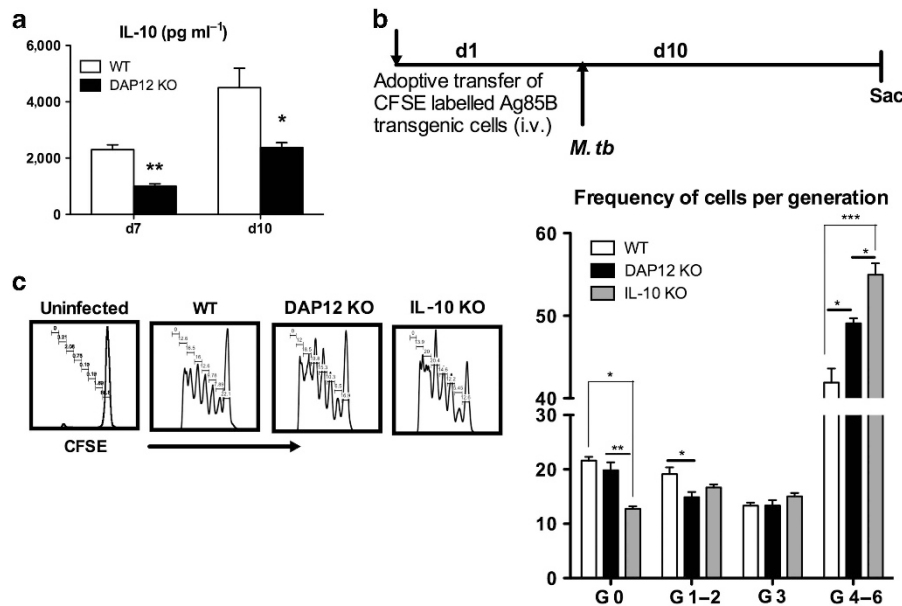 a
IL-10 (pg ml⁻¹)
6,000
4,000
2,000
0
WT
DAP12 KO
**
*
d7
d10
b
d1
d10
Adoptive transfer of
CFSE labelled Ag85B
transgenic cells (i.v.)
M. tb
Sac
c
Uninfected
WT
DAP12 KO
IL-10 KO
CFSE
Frequency of cells per generation
60
50
40
30
20
10
0
WT
DAP12 KO
IL-10 KO
*
**
*
*
*
***
G 0
G 1–2
G 3
G 4–6